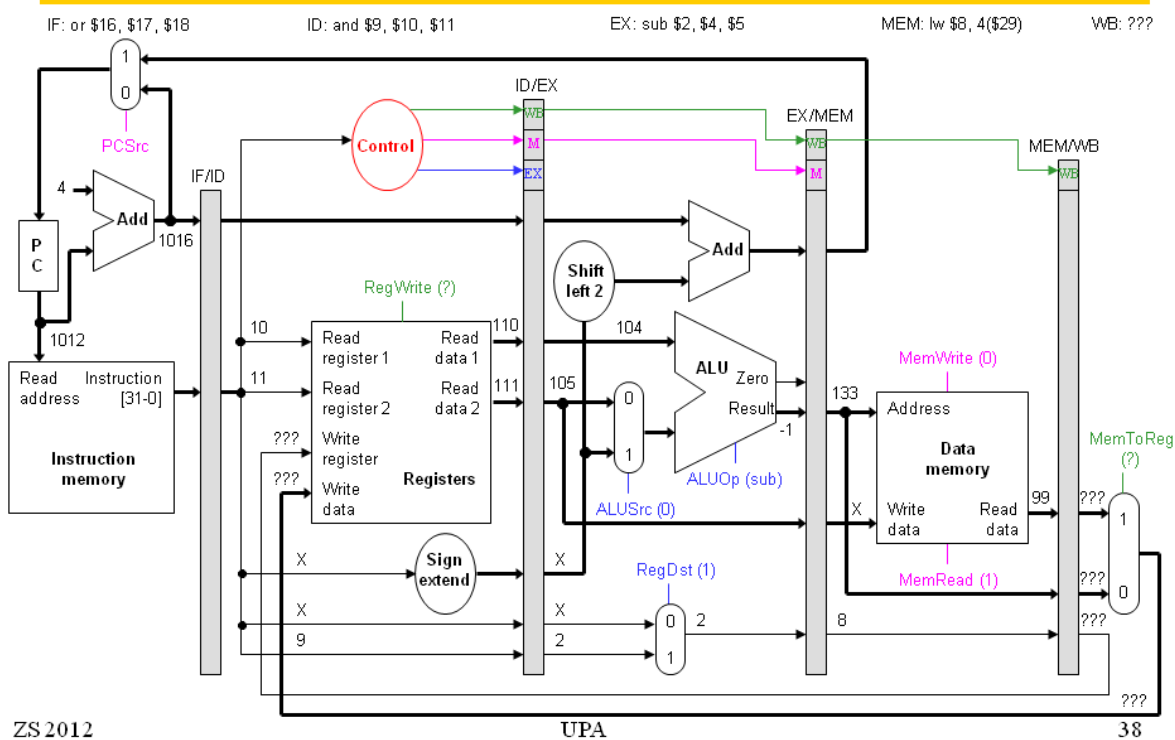 IF: or $16, $17, $18 ID: and $9, $10, $11 EX: sub $2, $4, $5 MEM: lw $8, 4($29) WB: ???
1
0
PCSrc
4
Add
1016
P
C
1012
Read
address
Instruction
[31-0]
Instruction
memory
IF/ID
Control
ID/EX
WB
M
EX
EX/MEM
WB
M
MEM/WB
WB
RegWrite (?)
10
11
???
???
Read
register 1
Read
register 2
Write
register
Write
data
Read
data 1
Read
data 2
Registers
110
111
Shift
left 2
Add
104
105
0
1
ALUSrc (0)
ALU
Zero
Result
-1
ALUOp (sub)
X
Sign
extend
X
X
9
X
2
RegDst (1)
0
1
2
8
133
X
MemWrite (0)
Address
Data
memory
Write
data
Read
data
MemRead (1)
99
???
???
???
MemToReg
(?)
1
0
???
ZS 2012 UPA 38